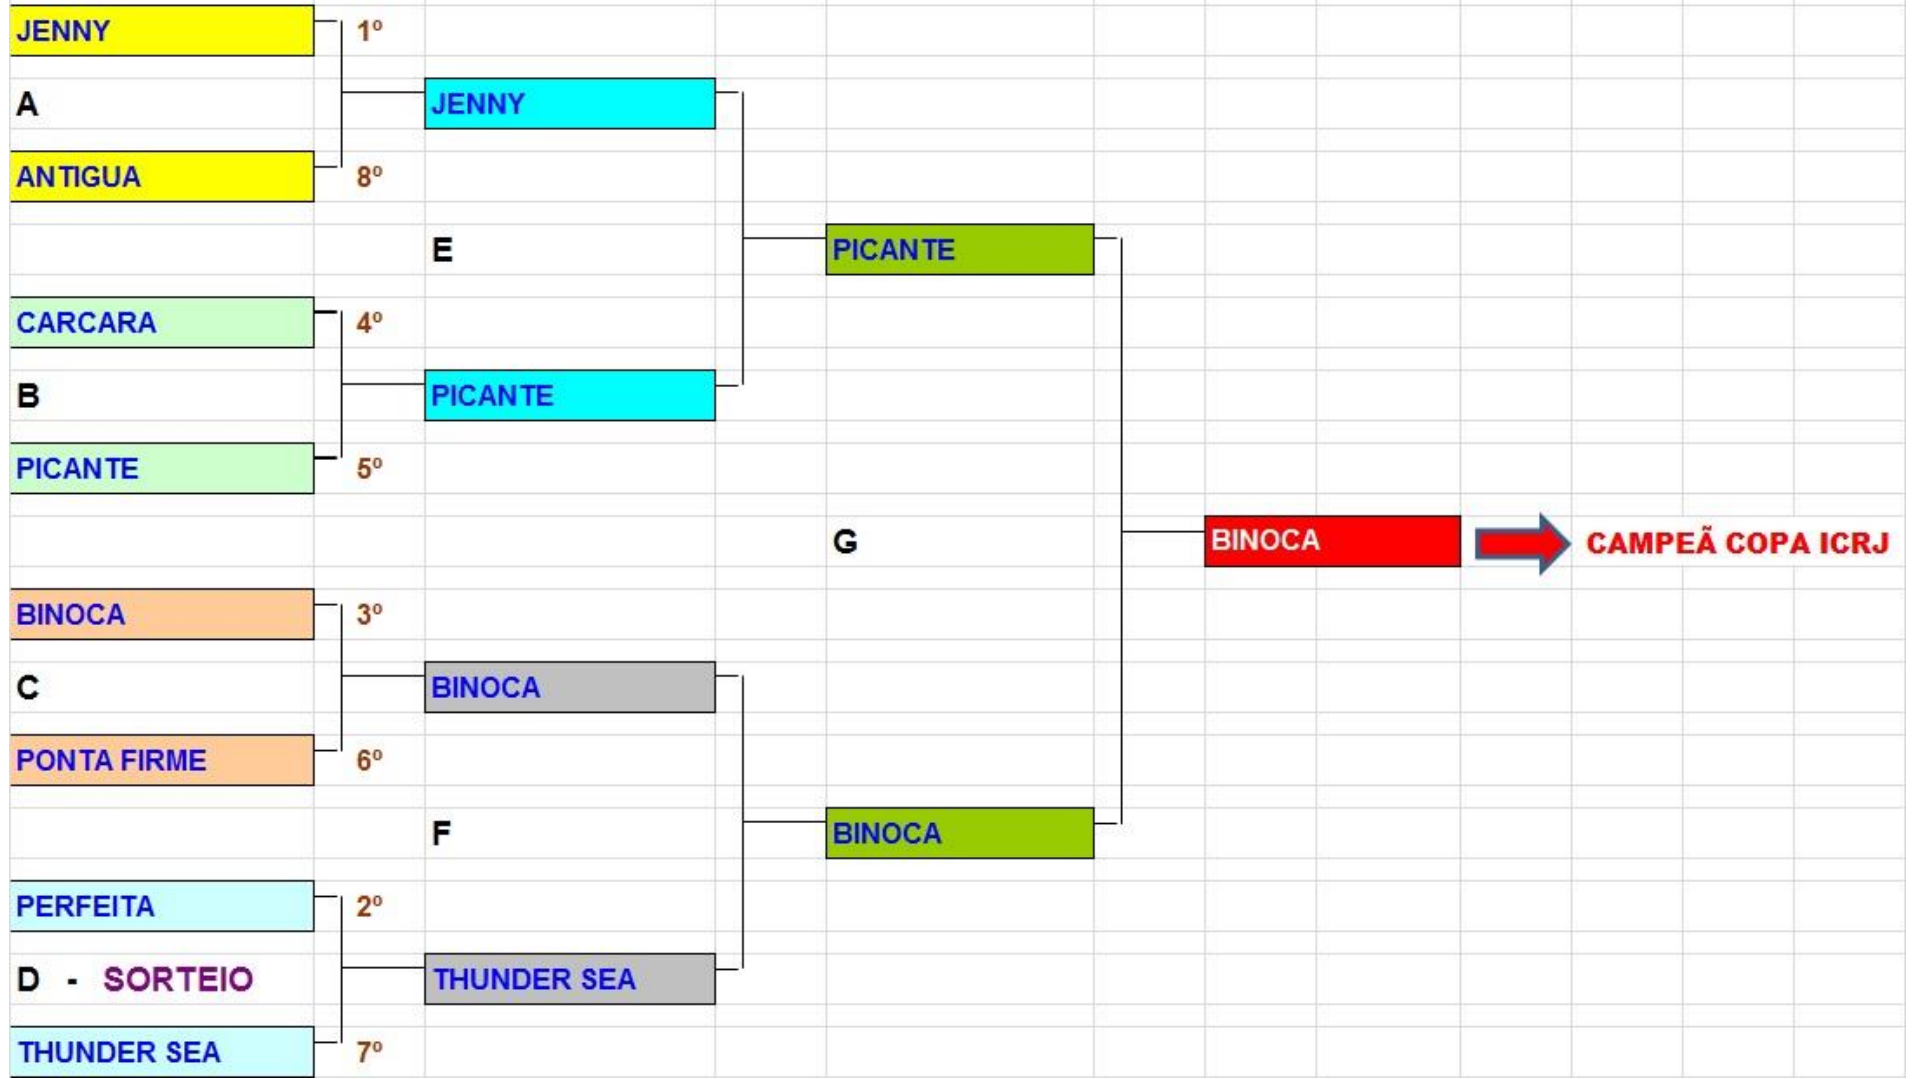 JENNY 1º
A JENNY
ANTIGUA 8º
E PICANTE
CARCARA 4º
B PICANTE
PICANTE 5º
G BINOCA CAMPEÃ COPA ICRJ
BINOCA 3º
C BINOCA
PONTA FIRME 6º
F BINOCA
PERFEITA 2º
D - SORTEIO THUNDER SEA
THUNDER SEA 7º